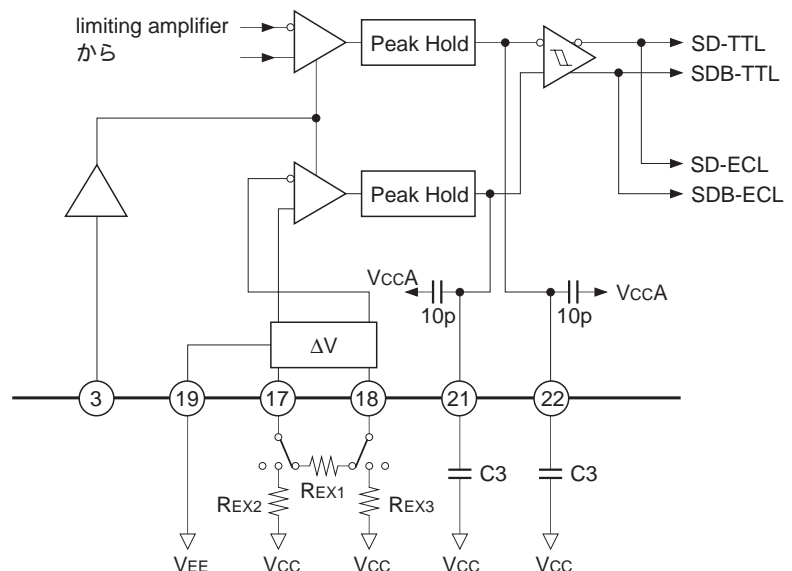 limiting amplifier
から
Peak Hold
SD-TTL
SDB-TTL
SD-ECL
SDB-ECL
Peak Hold
VCCA
10p
10p
VCCA
ΔV
3
19
17
18
21
22
REX1
REX2
REX3
C3
C3
VEE
VCC
VCC
VCC
VCC